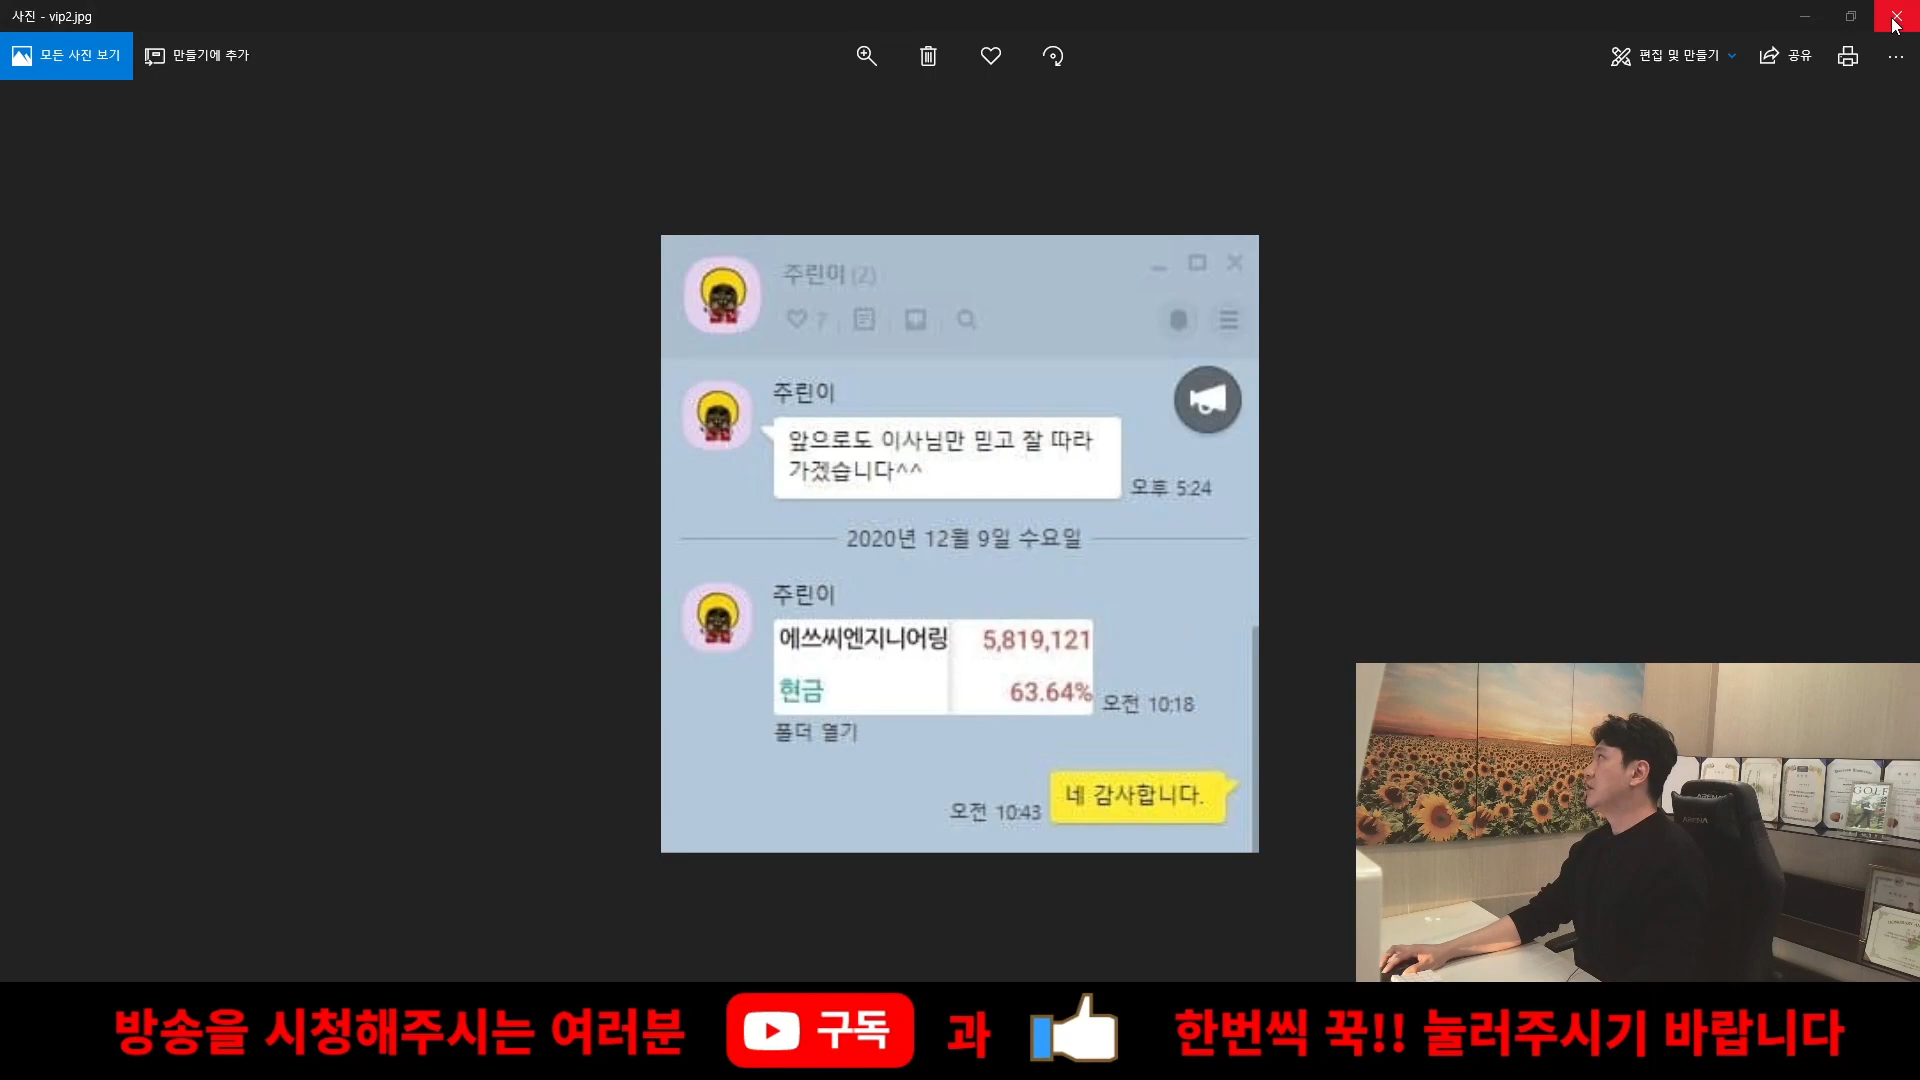 사진 - vip2.jpg
모든 사진 보기
만들기에 추가
편집 및 만들기
공유
주린이 (2)
7
주린이
앞으로도 이사님만 믿고 잘 따라
가겠습니다^^
오후 5:24
2020년 12월 9일 수요일
주린이
에쓰씨엔지니어링 5,819,121
현금 63.64%
오전 10:18
폴더 열기
네 감사합니다.
오전 10:43
GOLF
방송을 시청해주시는 여러분 구독 과 한번씩 꾹!! 눌러주시기 바랍니다